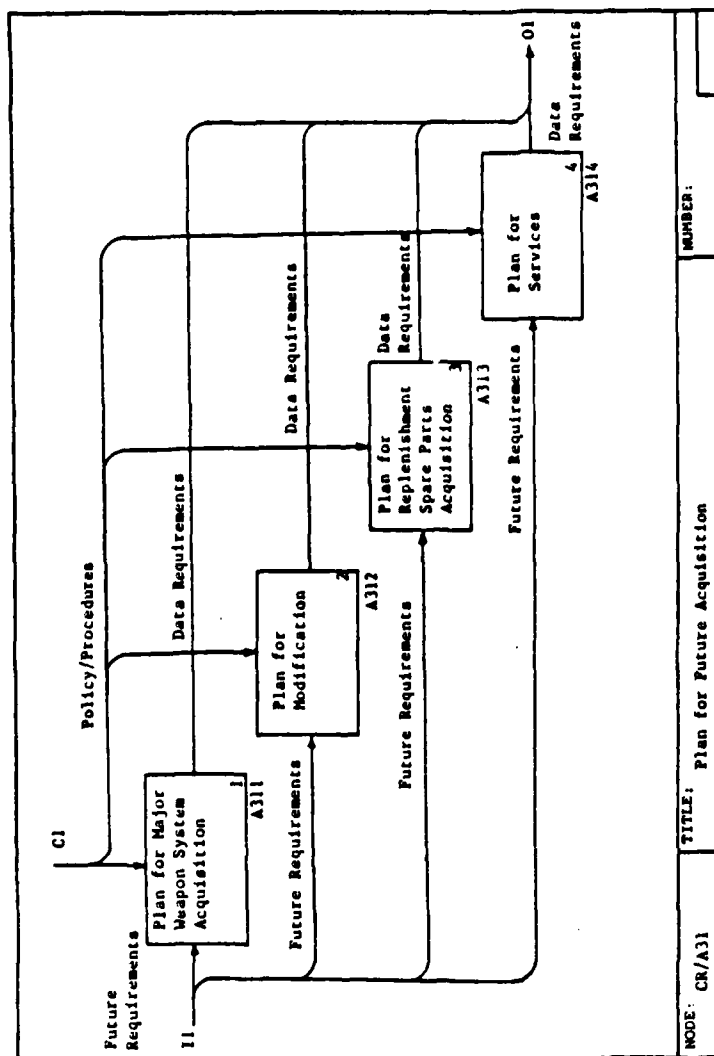 C1
Policy/Procedures
Future
Requirements
I1
Plan for Major
Weapon System
Acquisition
1
A311
Data Requirements
Future Requirements
Plan for
Modification
2
A312
Data Requirements
Future Requirements
Plan for
Replenishment
Spare Parts
Acquisition
3
A313
Data
Requirements
Future Requirements
Plan for
Services
4
A314
Data
Requirements
O1
NODE: CR/A31
TITLE: Plan for Future Acquisition
NUMBER: